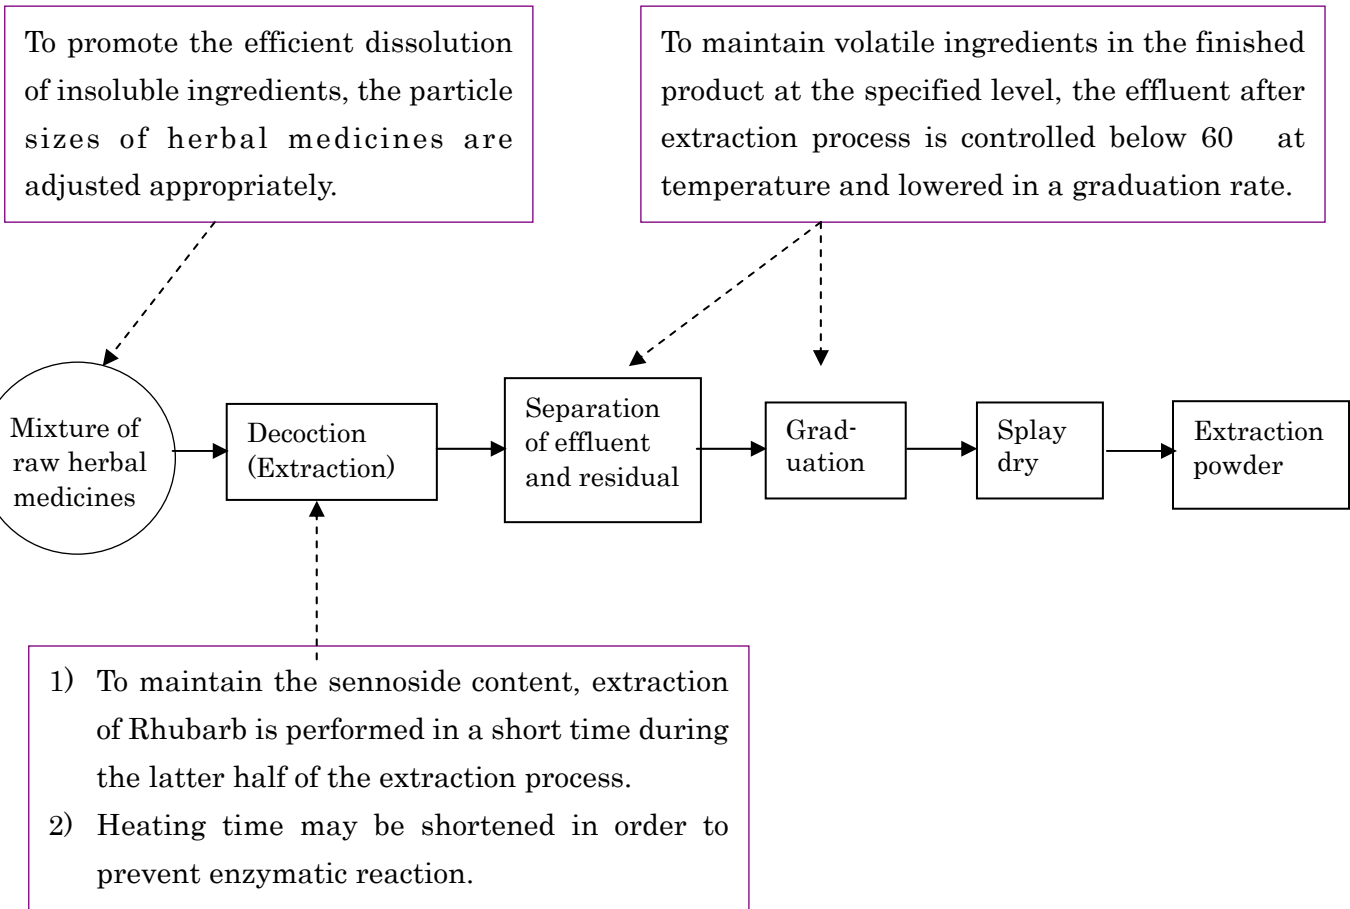 To promote the efficient dissolution
of insoluble ingredients, the particle
sizes of herbal medicines are
adjusted appropriately.
To maintain volatile ingredients in the finished
product at the specified level, the effluent after
extraction process is controlled below 60 at
temperature and lowered in a graduation rate.
Mixture of
raw herbal
medicines
Decoction
(Extraction)
Separation
of effluent
and residual
Grad-
uation
Splay
dry
Extraction
powder
1) To maintain the sennoside content, extraction
of Rhubarb is performed in a short time during
the latter half of the extraction process.
2) Heating time may be shortened in order to
prevent enzymatic reaction.